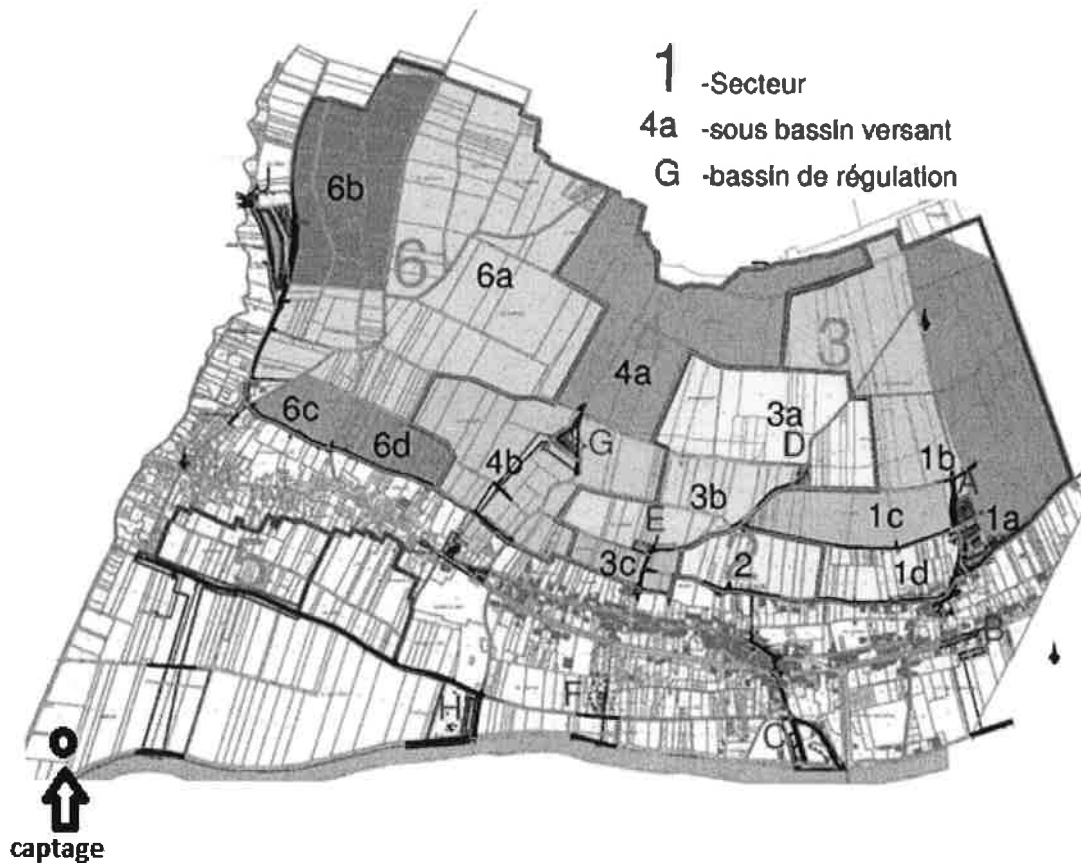 1 -Secteur
4a -sous bassin versant
G -bassin de régulation
6b
6
6a
3
4a
3a
6c
D
6d
G
4b
1b
3b
A
E
1c
1a
3c
2
1d
B
H
F
C
captage